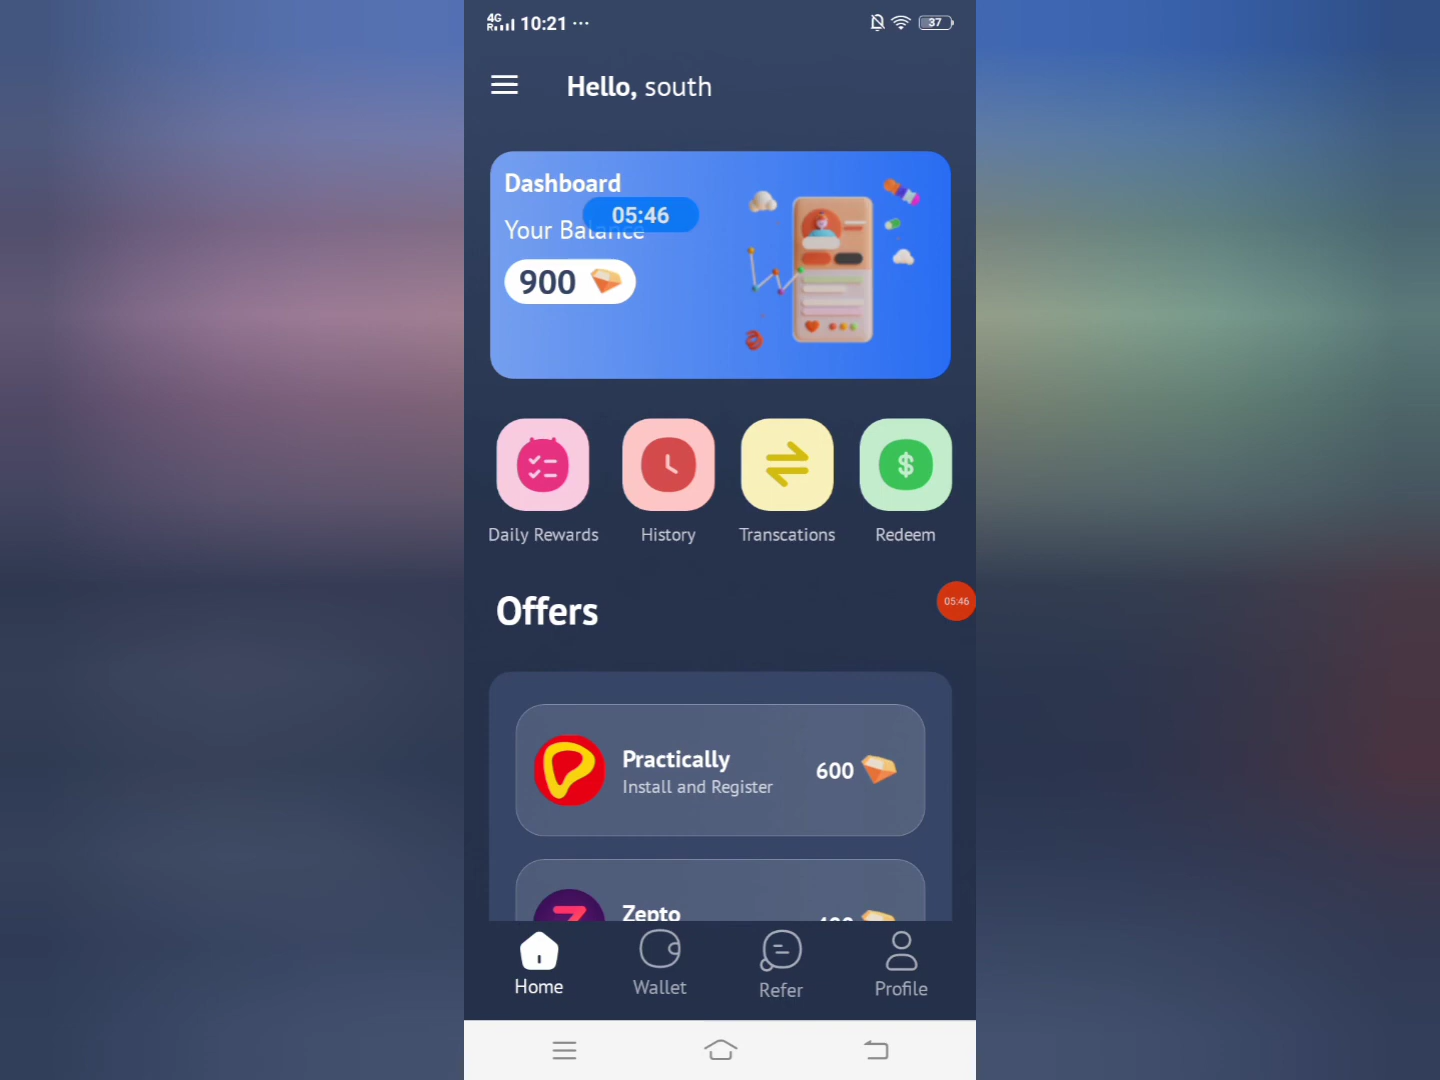 4G
R
10:21 ...
37
Hello, south
Dashboard
05:46
Your Balance
900
Daily Rewards
History
Transcations
Redeem
Offers
05:46
Practically
600
Install and Register
Zepto
400
Home
Wallet
Refer
Profile